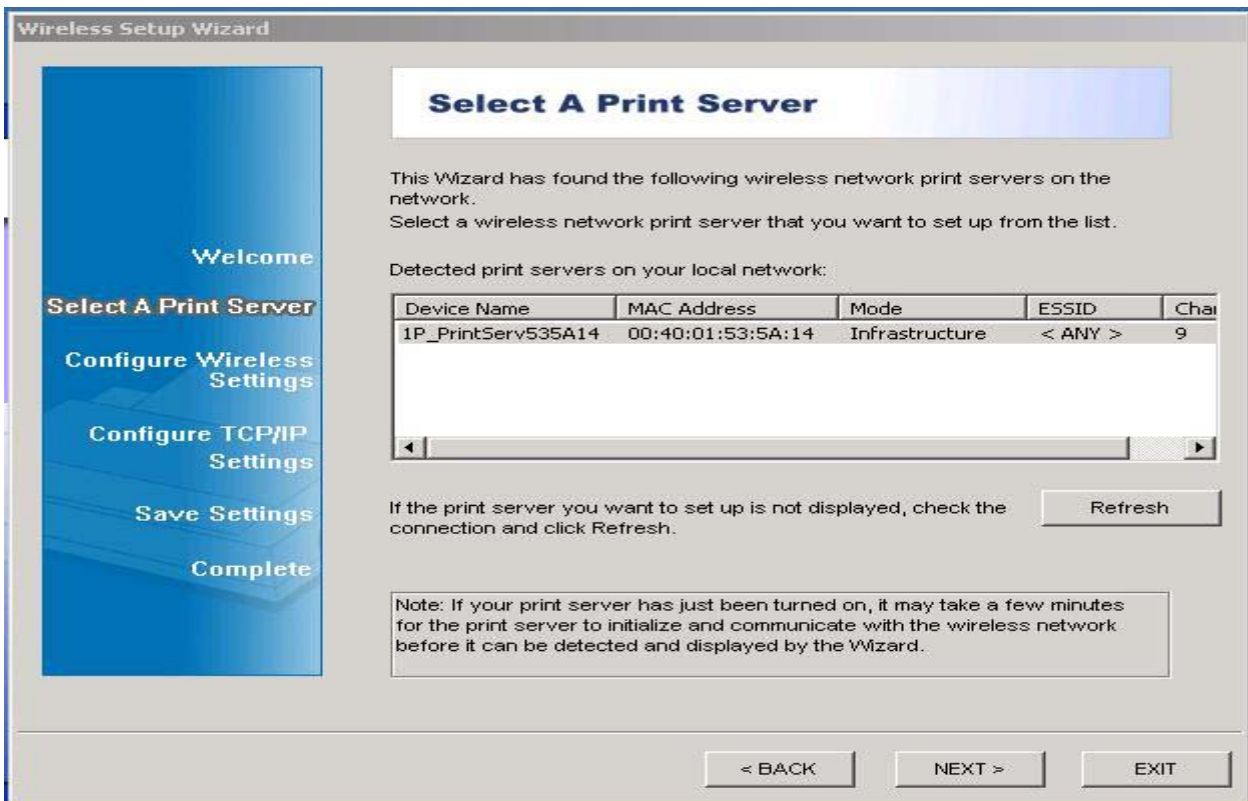 Wireless Setup Wizard
Select A Print Server
This Wizard has found the following wireless network print servers on the
network.
Select a wireless network print server that you want to set up from the list.
Welcome
Select A Print Server
Configure Wireless
Settings
Configure TCP/IP
Settings
Save Settings
Complete
Detected print servers on your local network:
Device Name MAC Address Mode ESSID Chai
1P_PrintServ535A14 00:40:01:53:5A:14 Infrastructure < ANY > 9
If the print server you want to set up is not displayed, check the
connection and click Refresh.
Refresh
Note: If your print server has just been turned on, it may take a few minutes
for the print server to initialize and communicate with the wireless network
before it can be detected and displayed by the Wizard.
< BACK
NEXT >
EXIT